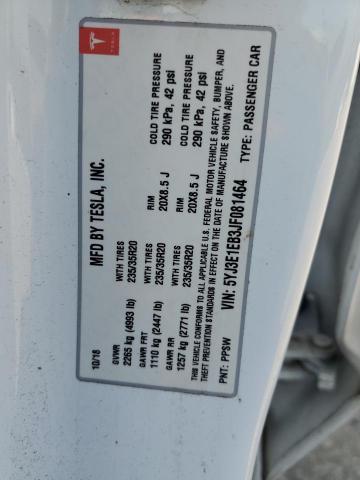 TESLA
MFD BY TESLA, INC.
10/18
GVWR
2265 kg (4993 lb)
WITH TIRES
235/35R20
COLD TIRE PRESSURE
290 kPa, 42 psi
GAWR FRT
1110 kg (2447 lb)
WITH TIRES
235/35R20
RIM
20X8.5 J
COLD TIRE PRESSURE
290 kPa, 42 psi
GAWR RR
1257 kg (2771 lb)
WITH TIRES
235/35R20
RIM
20X8.5 J
THIS VEHICLE CONFORMS TO ALL APPLICABLE U.S. FEDERAL MOTOR VEHICLE SAFETY, BUMPER, AND
THEFT PREVENTION STANDARDS IN EFFECT ON THE DATE OF MANUFACTURE SHOWN ABOVE.
PNT: PPSW
VIN: 5YJ3E1EB3JF081464
TYPE: PASSENGER CAR